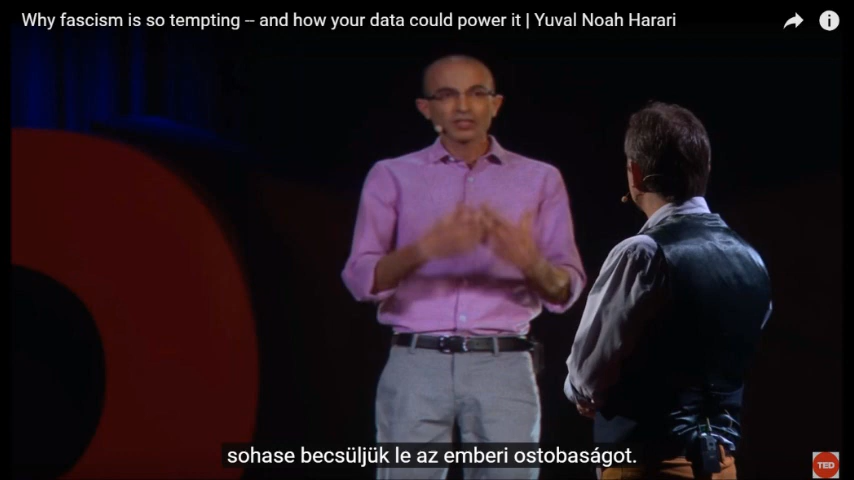 Why fascism is so tempting -- and how your data could power it | Yuval Noah Harari
sohase becsüljük le az emberi ostobaságot.
TED